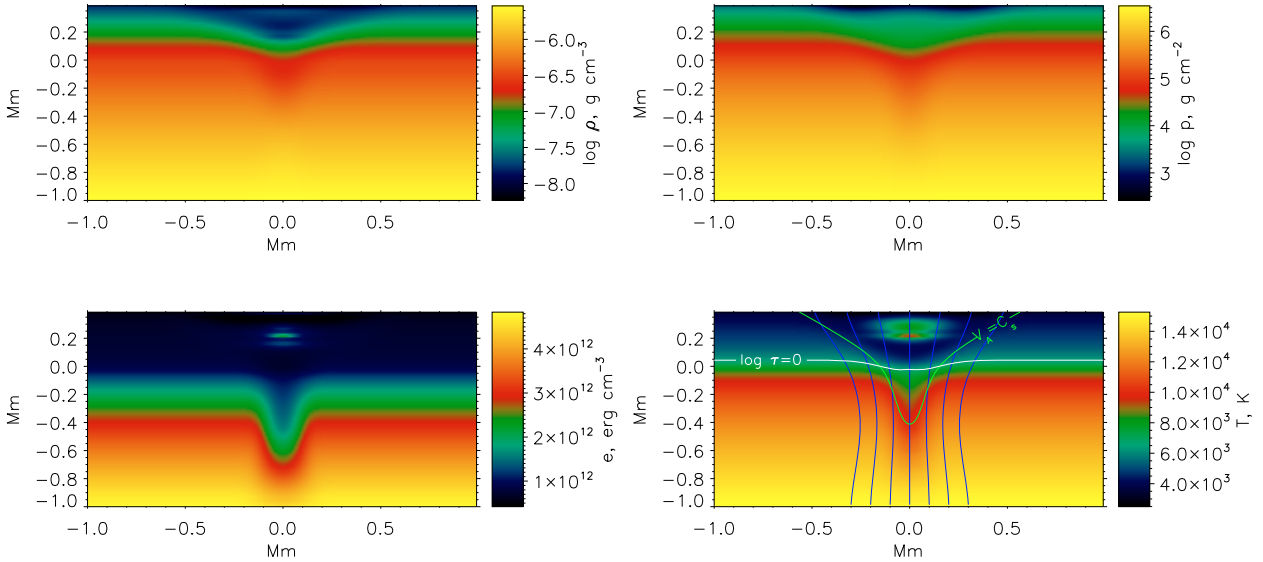 0.2
0.0
−0.2
−0.4
−0.6
−0.8
−1.0
Mm
−1.0 −0.5 0.0 0.5
Mm
−6.0
−6.5
−7.0
−7.5
−8.0
log ρ, g cm⁻³
0.2
0.0
−0.2
−0.4
−0.6
−0.8
−1.0
Mm
−1.0 −0.5 0.0 0.5
Mm
6
5
4
3
log p, g cm⁻²
0.2
0.0
−0.2
−0.4
−0.6
−0.8
−1.0
Mm
−1.0 −0.5 0.0 0.5
Mm
4×10¹²
3×10¹²
2×10¹²
1×10¹²
e, erg cm⁻³
0.2
0.0
−0.2
−0.4
−0.6
−0.8
−1.0
Mm
log τ=0
V_A=C_s
−1.0 −0.5 0.0 0.5
Mm
1.4×10⁴
1.2×10⁴
1.0×10⁴
8.0×10³
6.0×10³
4.0×10³
T, K